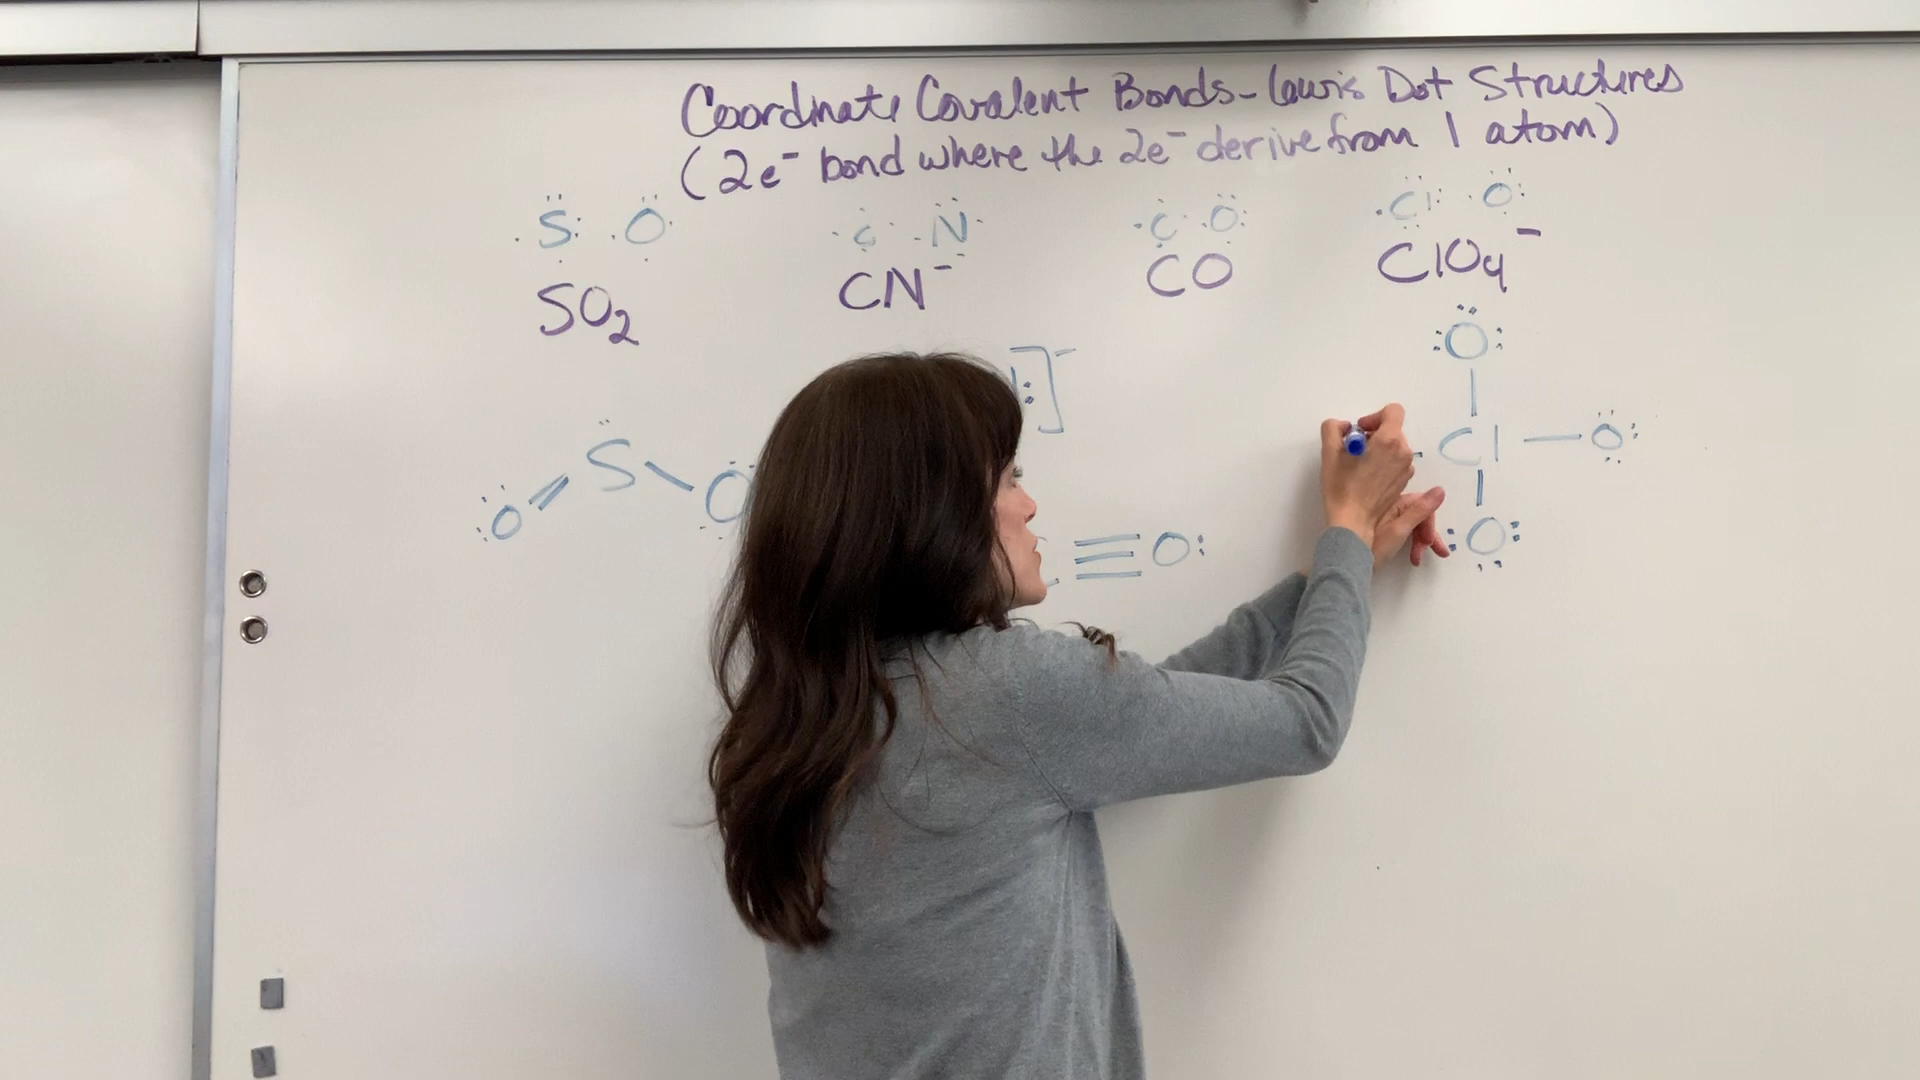 Coordinate Covalent Bonds - Lewis Dot Structures
(2e⁻ bond where the 2e⁻ derive from 1 atom)
S O
C N
C O
Cl O
SO₂
CN⁻
CO
ClO₄⁻
O = S - O
]⁻
≡ O:
O
Cl - O
O